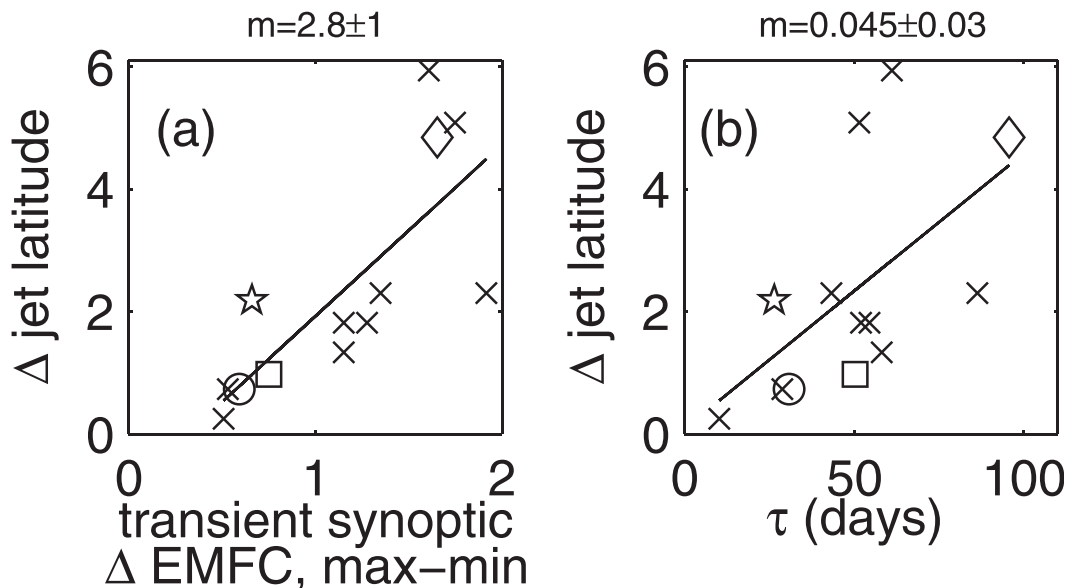 m=2.8±1
6
4
2
0
Δ jet latitude
(a)
0 1 2
transient synoptic
Δ EMFC, max−min
m=0.045±0.03
6
4
2
0
Δ jet latitude
(b)
0 50 100
τ (days)